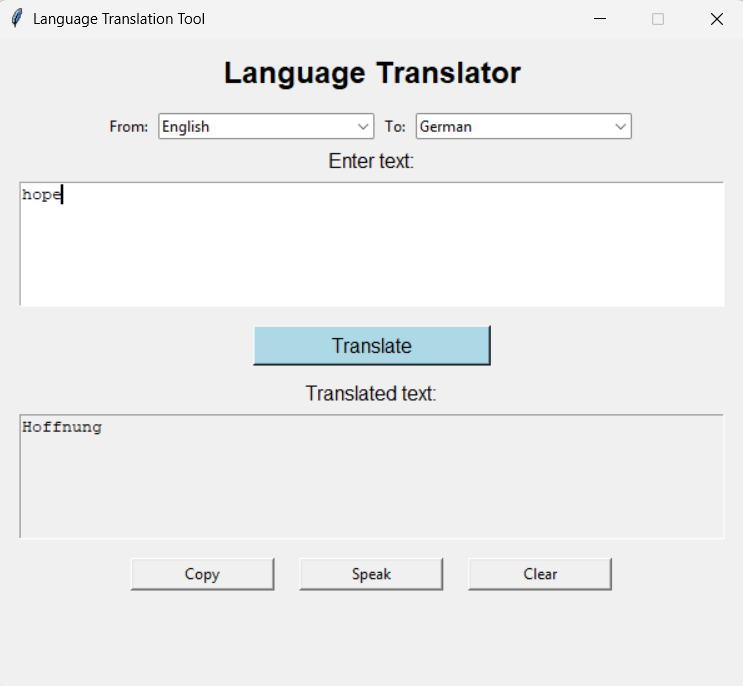 Language Translation Tool
Language Translator
From: English To: German
Enter text:
hope
Translate
Translated text:
Hoffnung
Copy Speak Clear